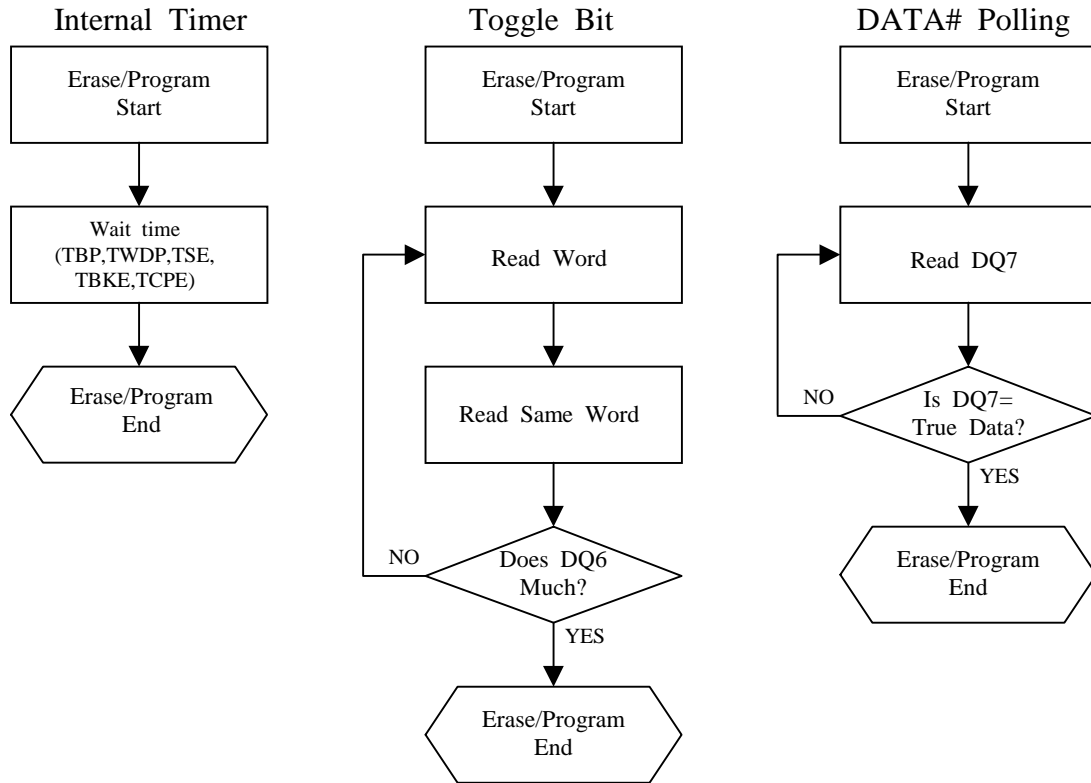 Internal Timer
Erase/Program
Start
Wait time
(TBP,TWDP,TSE,
TBKE,TCPE)
Erase/Program
End
Toggle Bit
Erase/Program
Start
Read Word
Read Same Word
NO
Does DQ6
Much?
YES
Erase/Program
End
DATA# Polling
Erase/Program
Start
Read DQ7
NO
Is DQ7=
True Data?
YES
Erase/Program
End